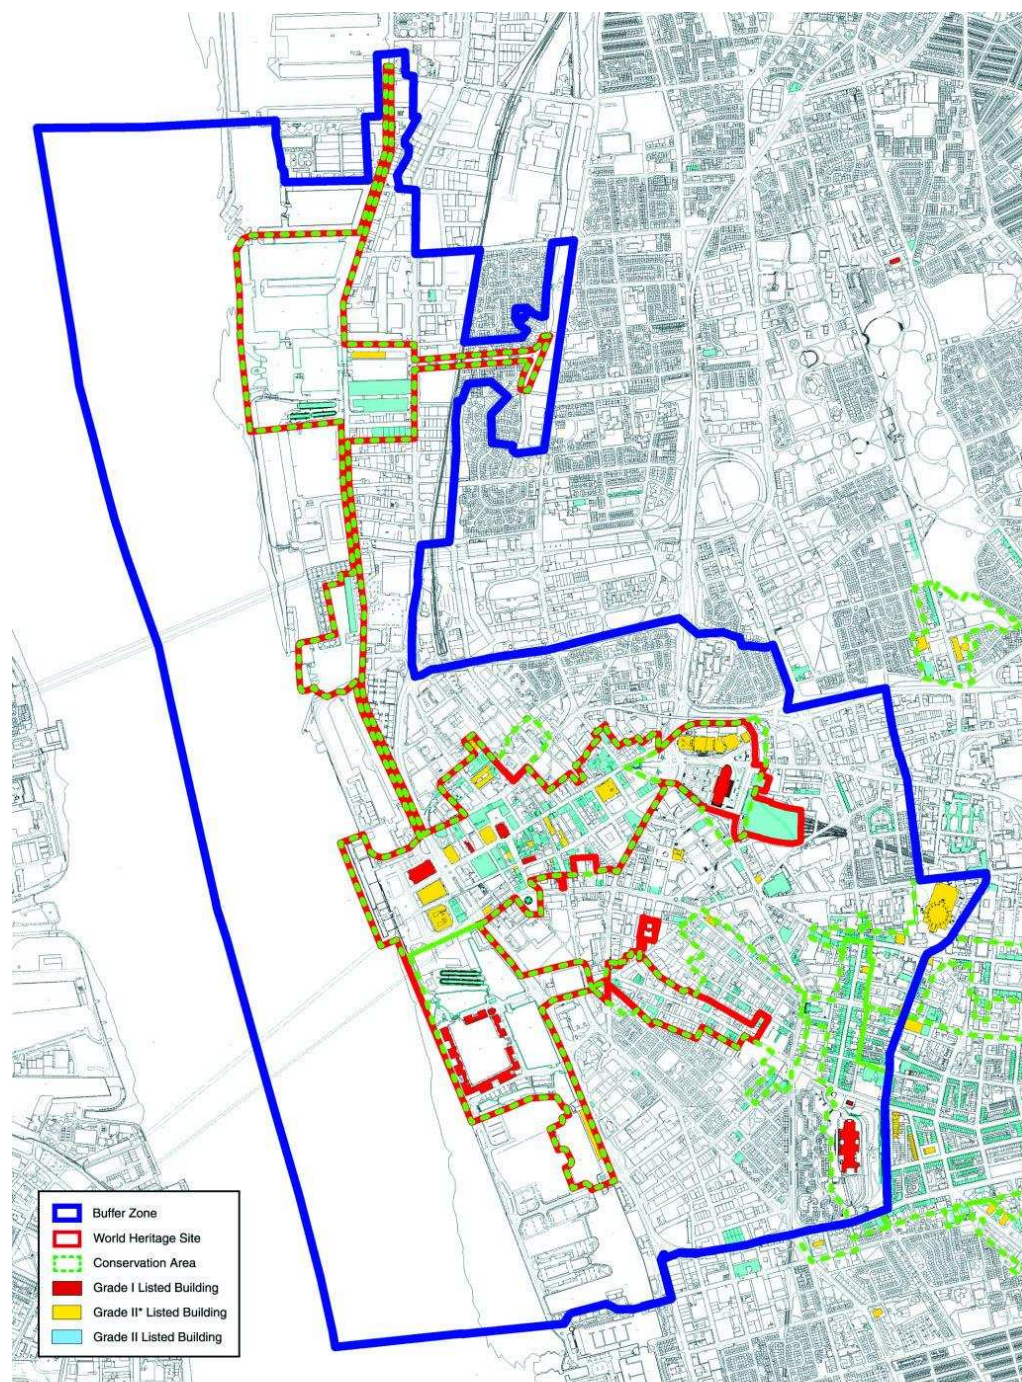 Buffer Zone
World Heritage Site
Conservation Area
Grade I Listed Building
Grade II* Listed Building
Grade II Listed Building